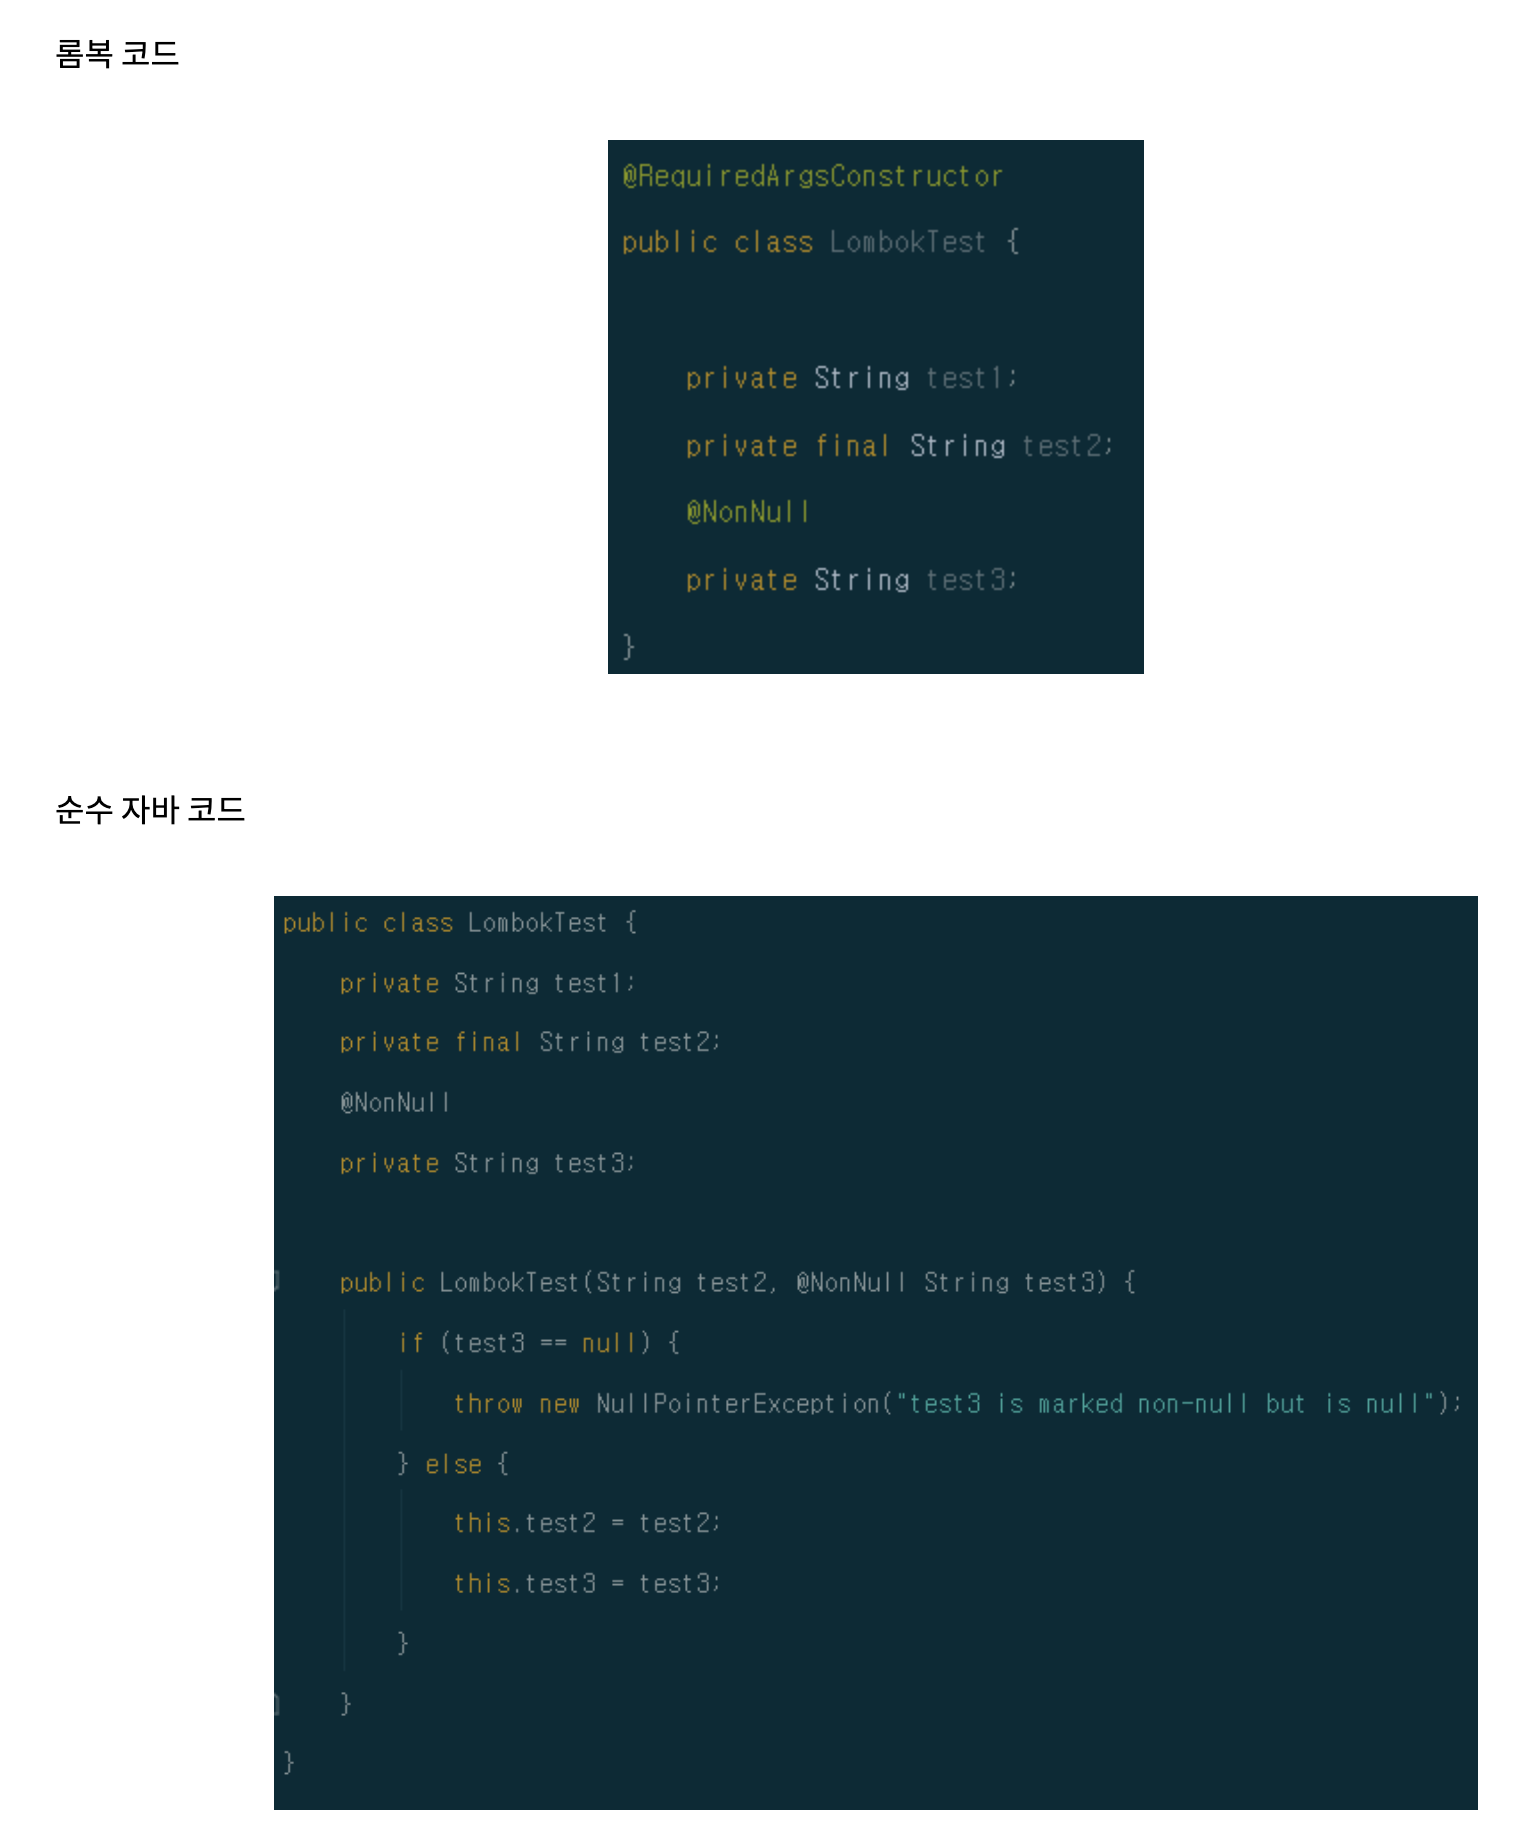 롬복 코드
@RequiredArgsConstructor
public class LombokTest {
private String test1;
private final String test2;
@NonNull
private String test3;
}
순수 자바 코드
public class LombokTest {
private String test1;
private final String test2;
@NonNull
private String test3;
public LombokTest(String test2, @NonNull String test3) {
if (test3 == null) {
throw new NullPointerException("test3 is marked non-null but is null");
} else {
this.test2 = test2;
this.test3 = test3;
}
}
}